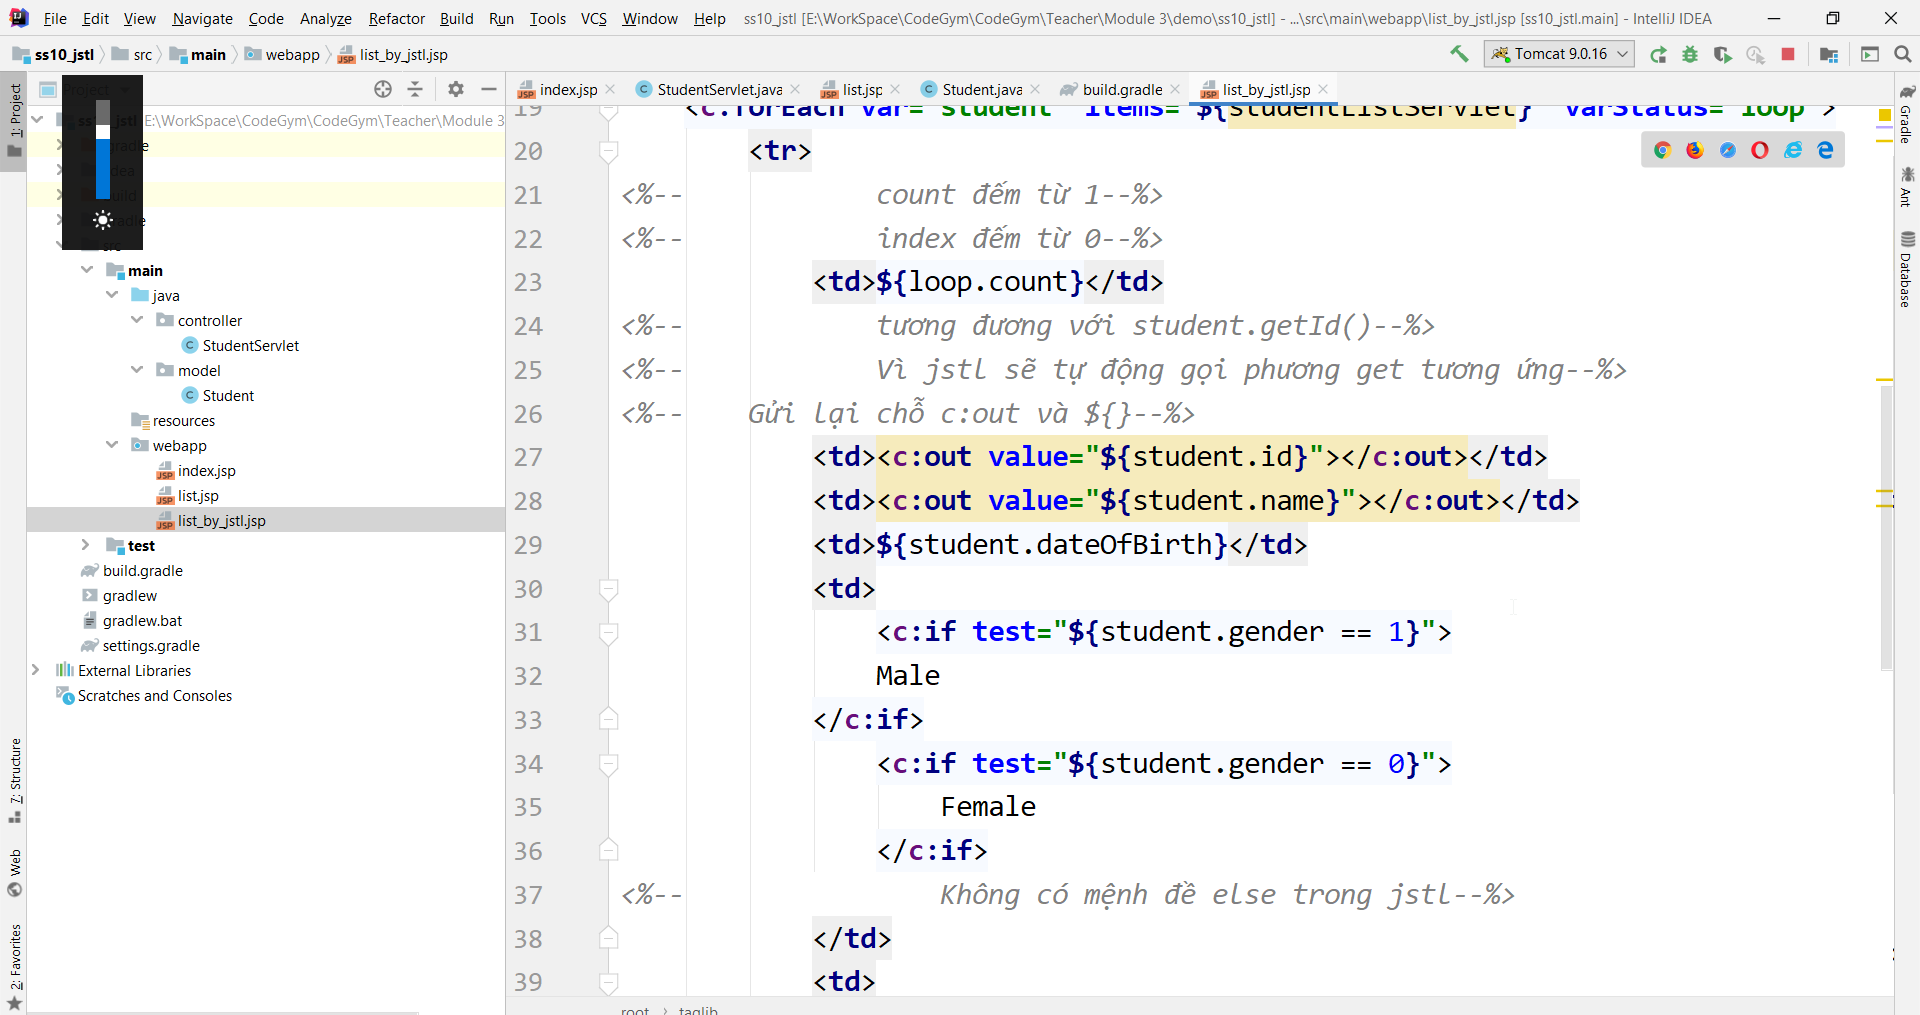 File Edit View Navigate Code Analyze Refactor Build Run Tools VCS Window Help ss10_jstl [E:\WorkSpace\CodeGym\CodeGym\Teacher\Module 3\demo\ss10_jstl] - ...\src\main\webapp\list_by_jstl.jsp [ss10_jstl.main] - IntelliJ IDEA
ss10_jstl src main webapp list_by_jstl.jsp Tomcat 9.0.16
Project
index.jsp StudentServlet.java list.jsp Student.java build.gradle list_by_jstl.jsp
1: Project
7: Structure
Web
2: Favorites
E:\WorkSpace\CodeGym\CodeGym\Teacher\Module 3
src
main
java
controller
StudentServlet
model
Student
resources
webapp
index.jsp
list.jsp
list_by_jstl.jsp
test
build.gradle
gradlew
gradlew.bat
settings.gradle
External Libraries
Scratches and Consoles
19 <c:forEach var="student" items="${studentListServlet}" varStatus="loop">
20 <tr>
21 <%-- count đếm từ 1--%>
22 <%-- index đếm từ 0--%>
23 <td>${loop.count}</td>
24 <%-- tương đương với student.getId()--%>
25 <%-- Vì jstl sẽ tự động gọi phương get tương ứng--%>
26 <%-- Gửi lại chỗ c:out và ${}--%>
27 <td><c:out value="${student.id}"></c:out></td>
28 <td><c:out value="${student.name}"></c:out></td>
29 <td>${student.dateOfBirth}</td>
30 <td>
31 <c:if test="${student.gender == 1}">
32 Male
33 </c:if>
34 <c:if test="${student.gender == 0}">
35 Female
36 </c:if>
37 <%-- Không có mệnh đề else trong jstl--%>
38 </td>
39 <td>
root taglib
Gradle
Ant
Database